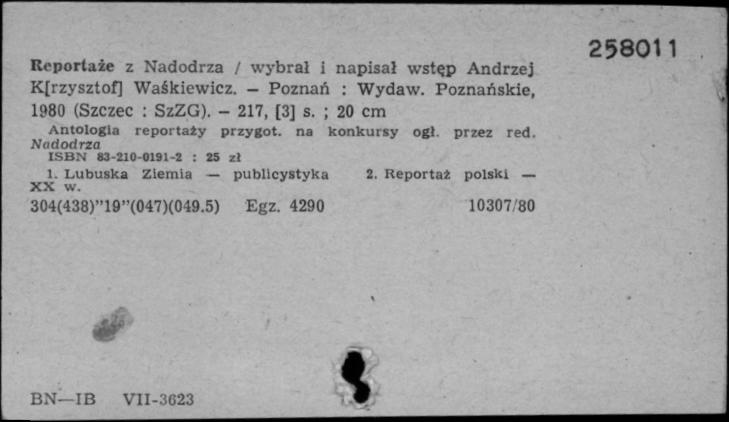 258011
Reportaże z Nadodrza / wybrał i napisał wstęp Andrzej
K[rzysztof] Waśkiewicz. — Poznań : Wydaw. Poznańskie,
1980 (Szczec : SzZG). — 217, [3] s. ; 20 cm
Antologia reportaży przygot. na konkursy ogł. przez red.
Nadodrza
ISBN 83-210-0191-2 : 25 zł
1. Lubuska Ziemia — publicystyka 2. Reportaż polski —
XX w.
304(438)”19”(047)(049.5) Egz. 4290 10307/80
BN—IB VII-3623